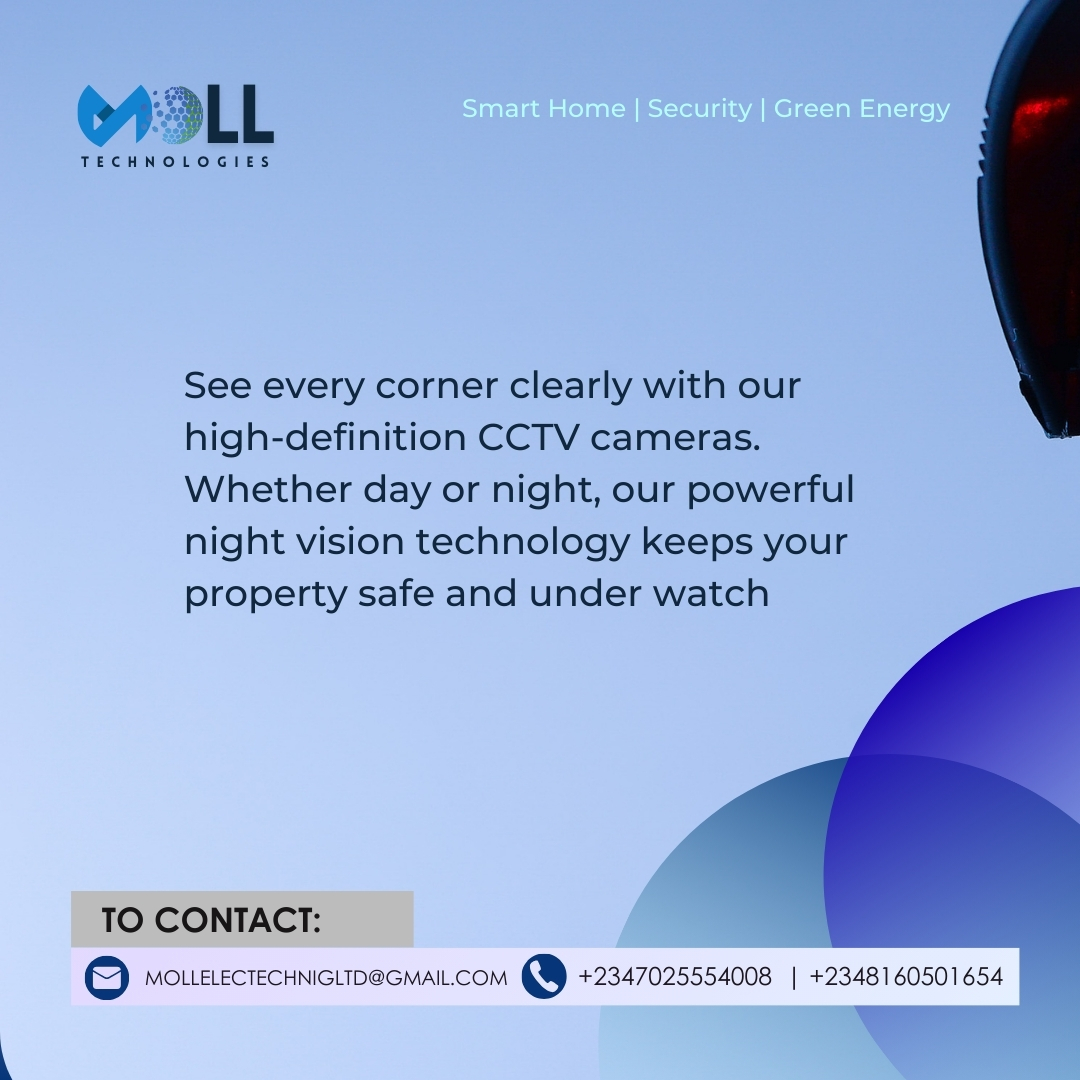 MOLL
TECHNOLOGIES
Smart Home | Security | Green Energy
See every corner clearly with our
high-definition CCTV cameras.
Whether day or night, our powerful
night vision technology keeps your
property safe and under watch
TO CONTACT:
MOLLELECTECHNIGLTD@GMAIL.COM +2347025554008 | +2348160501654